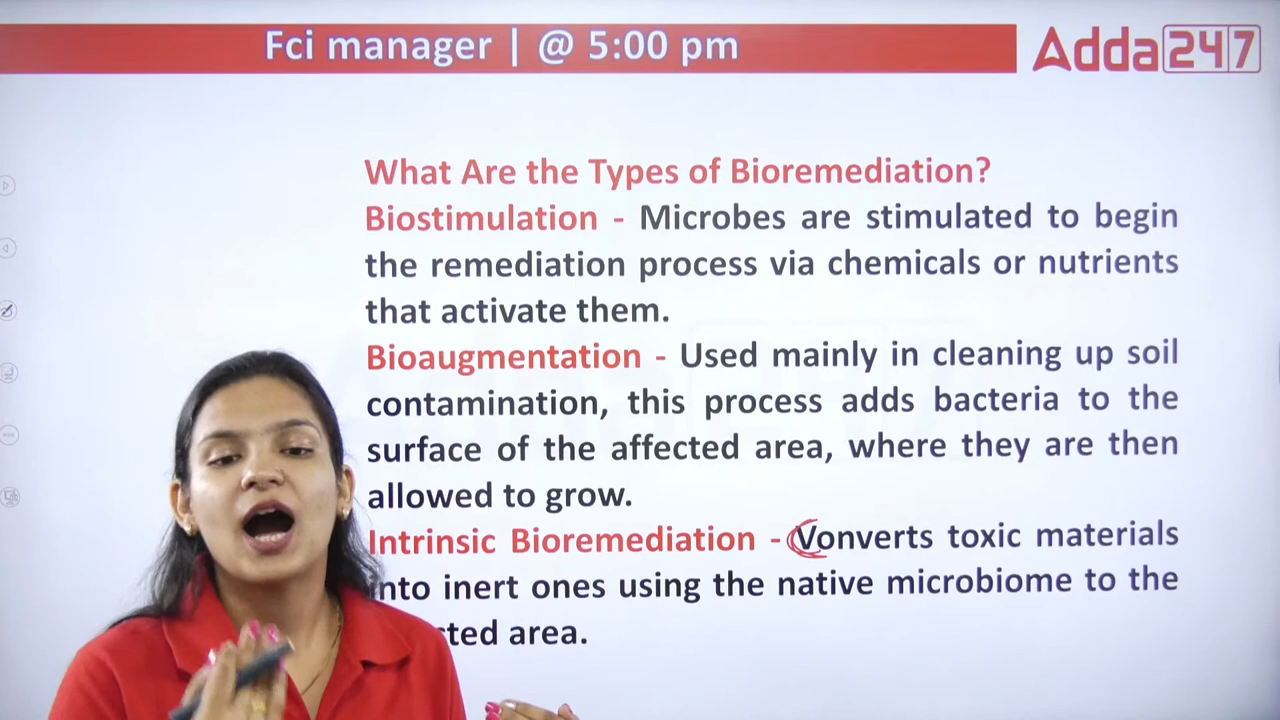 Fci manager | @ 5:00 pm
Adda247
What Are the Types of Bioremediation?
Biostimulation - Microbes are stimulated to begin
the remediation process via chemicals or nutrients
that activate them.
Bioaugmentation - Used mainly in cleaning up soil
contamination, this process adds bacteria to the
surface of the affected area, where they are then
allowed to grow.
Intrinsic Bioremediation - Vonverts toxic materials
into inert ones using the native microbiome to the
area.